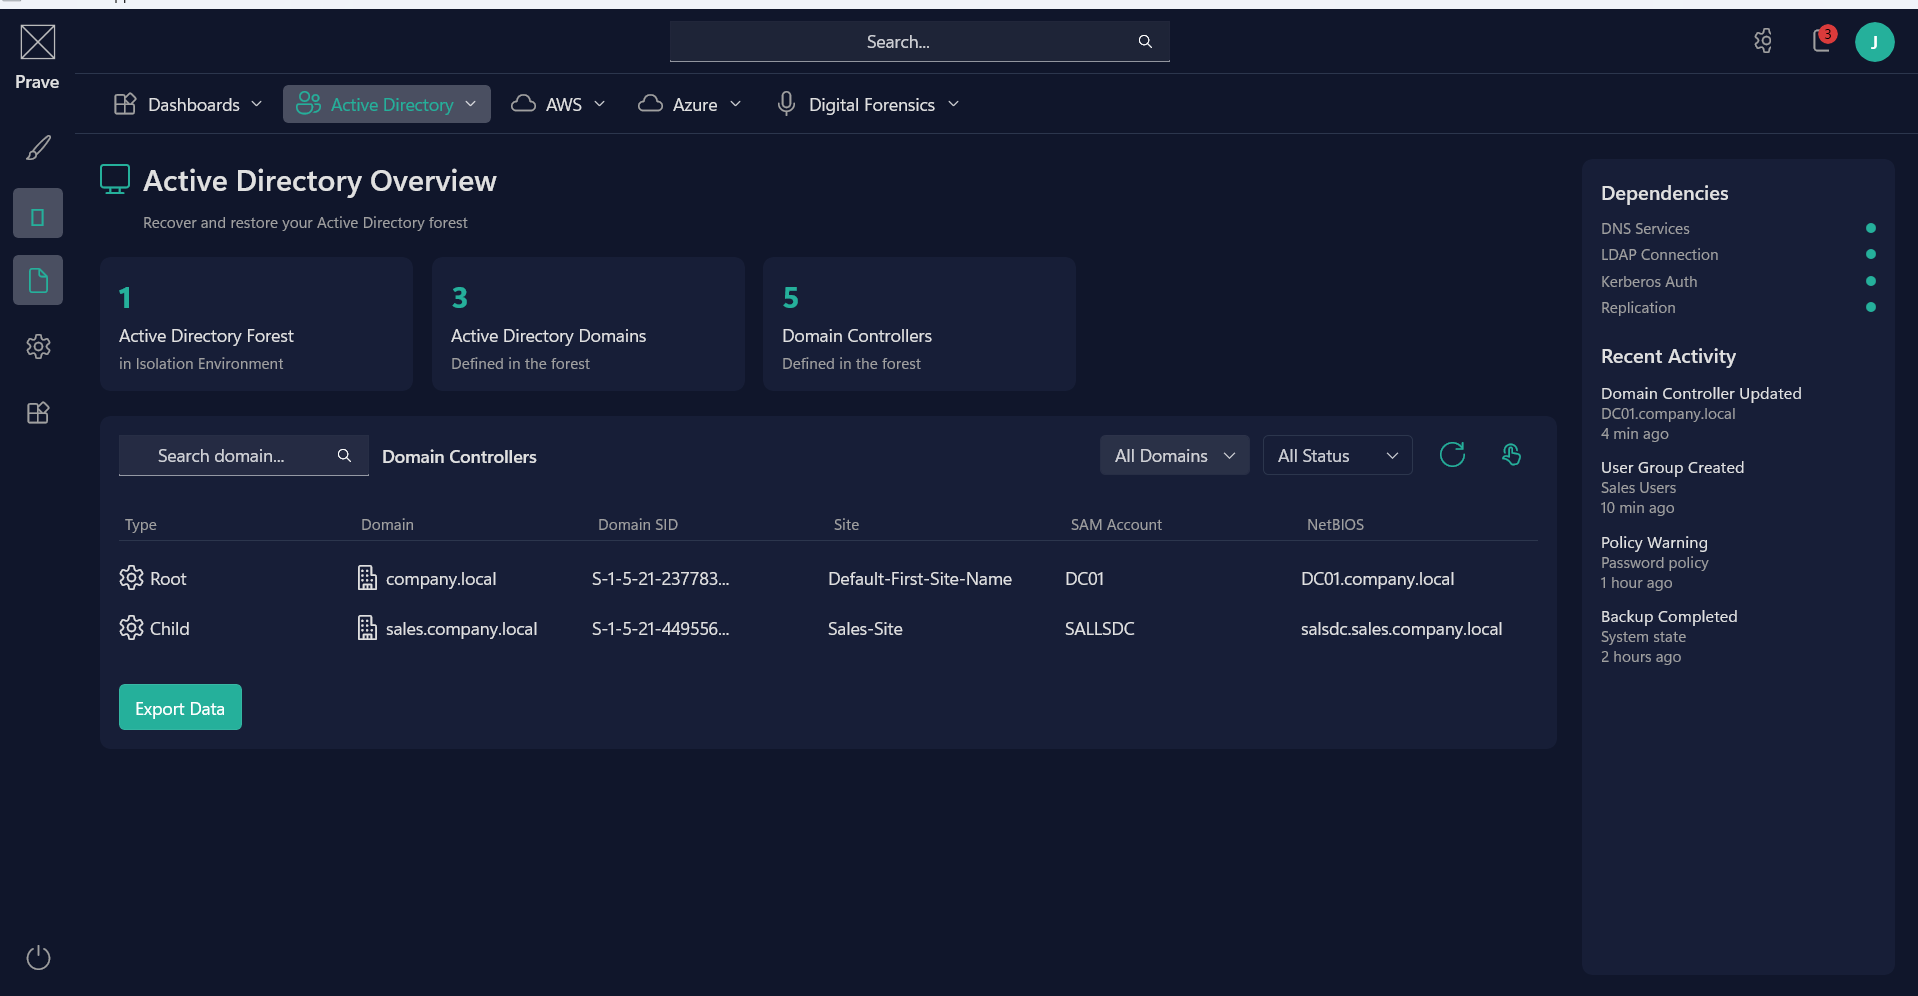 Search...
3
J
Prave
Dashboards
Active Directory
AWS
Azure
Digital Forensics
Active Directory Overview
Recover and restore your Active Directory forest
1
Active Directory Forest
in Isolation Environment
3
Active Directory Domains
Defined in the forest
5
Domain Controllers
Defined in the forest
Search domain...
Domain Controllers
All Domains
All Status
Type Domain Domain SID Site SAM Account NetBIOS
Root company.local S-1-5-21-237783... Default-First-Site-Name DC01 DC01.company.local
Child sales.company.local S-1-5-21-449556... Sales-Site SALLSDC salsdc.sales.company.local
Export Data
Dependencies
DNS Services
LDAP Connection
Kerberos Auth
Replication
Recent Activity
Domain Controller Updated
DC01.company.local
4 min ago
User Group Created
Sales Users
10 min ago
Policy Warning
Password policy
1 hour ago
Backup Completed
System state
2 hours ago